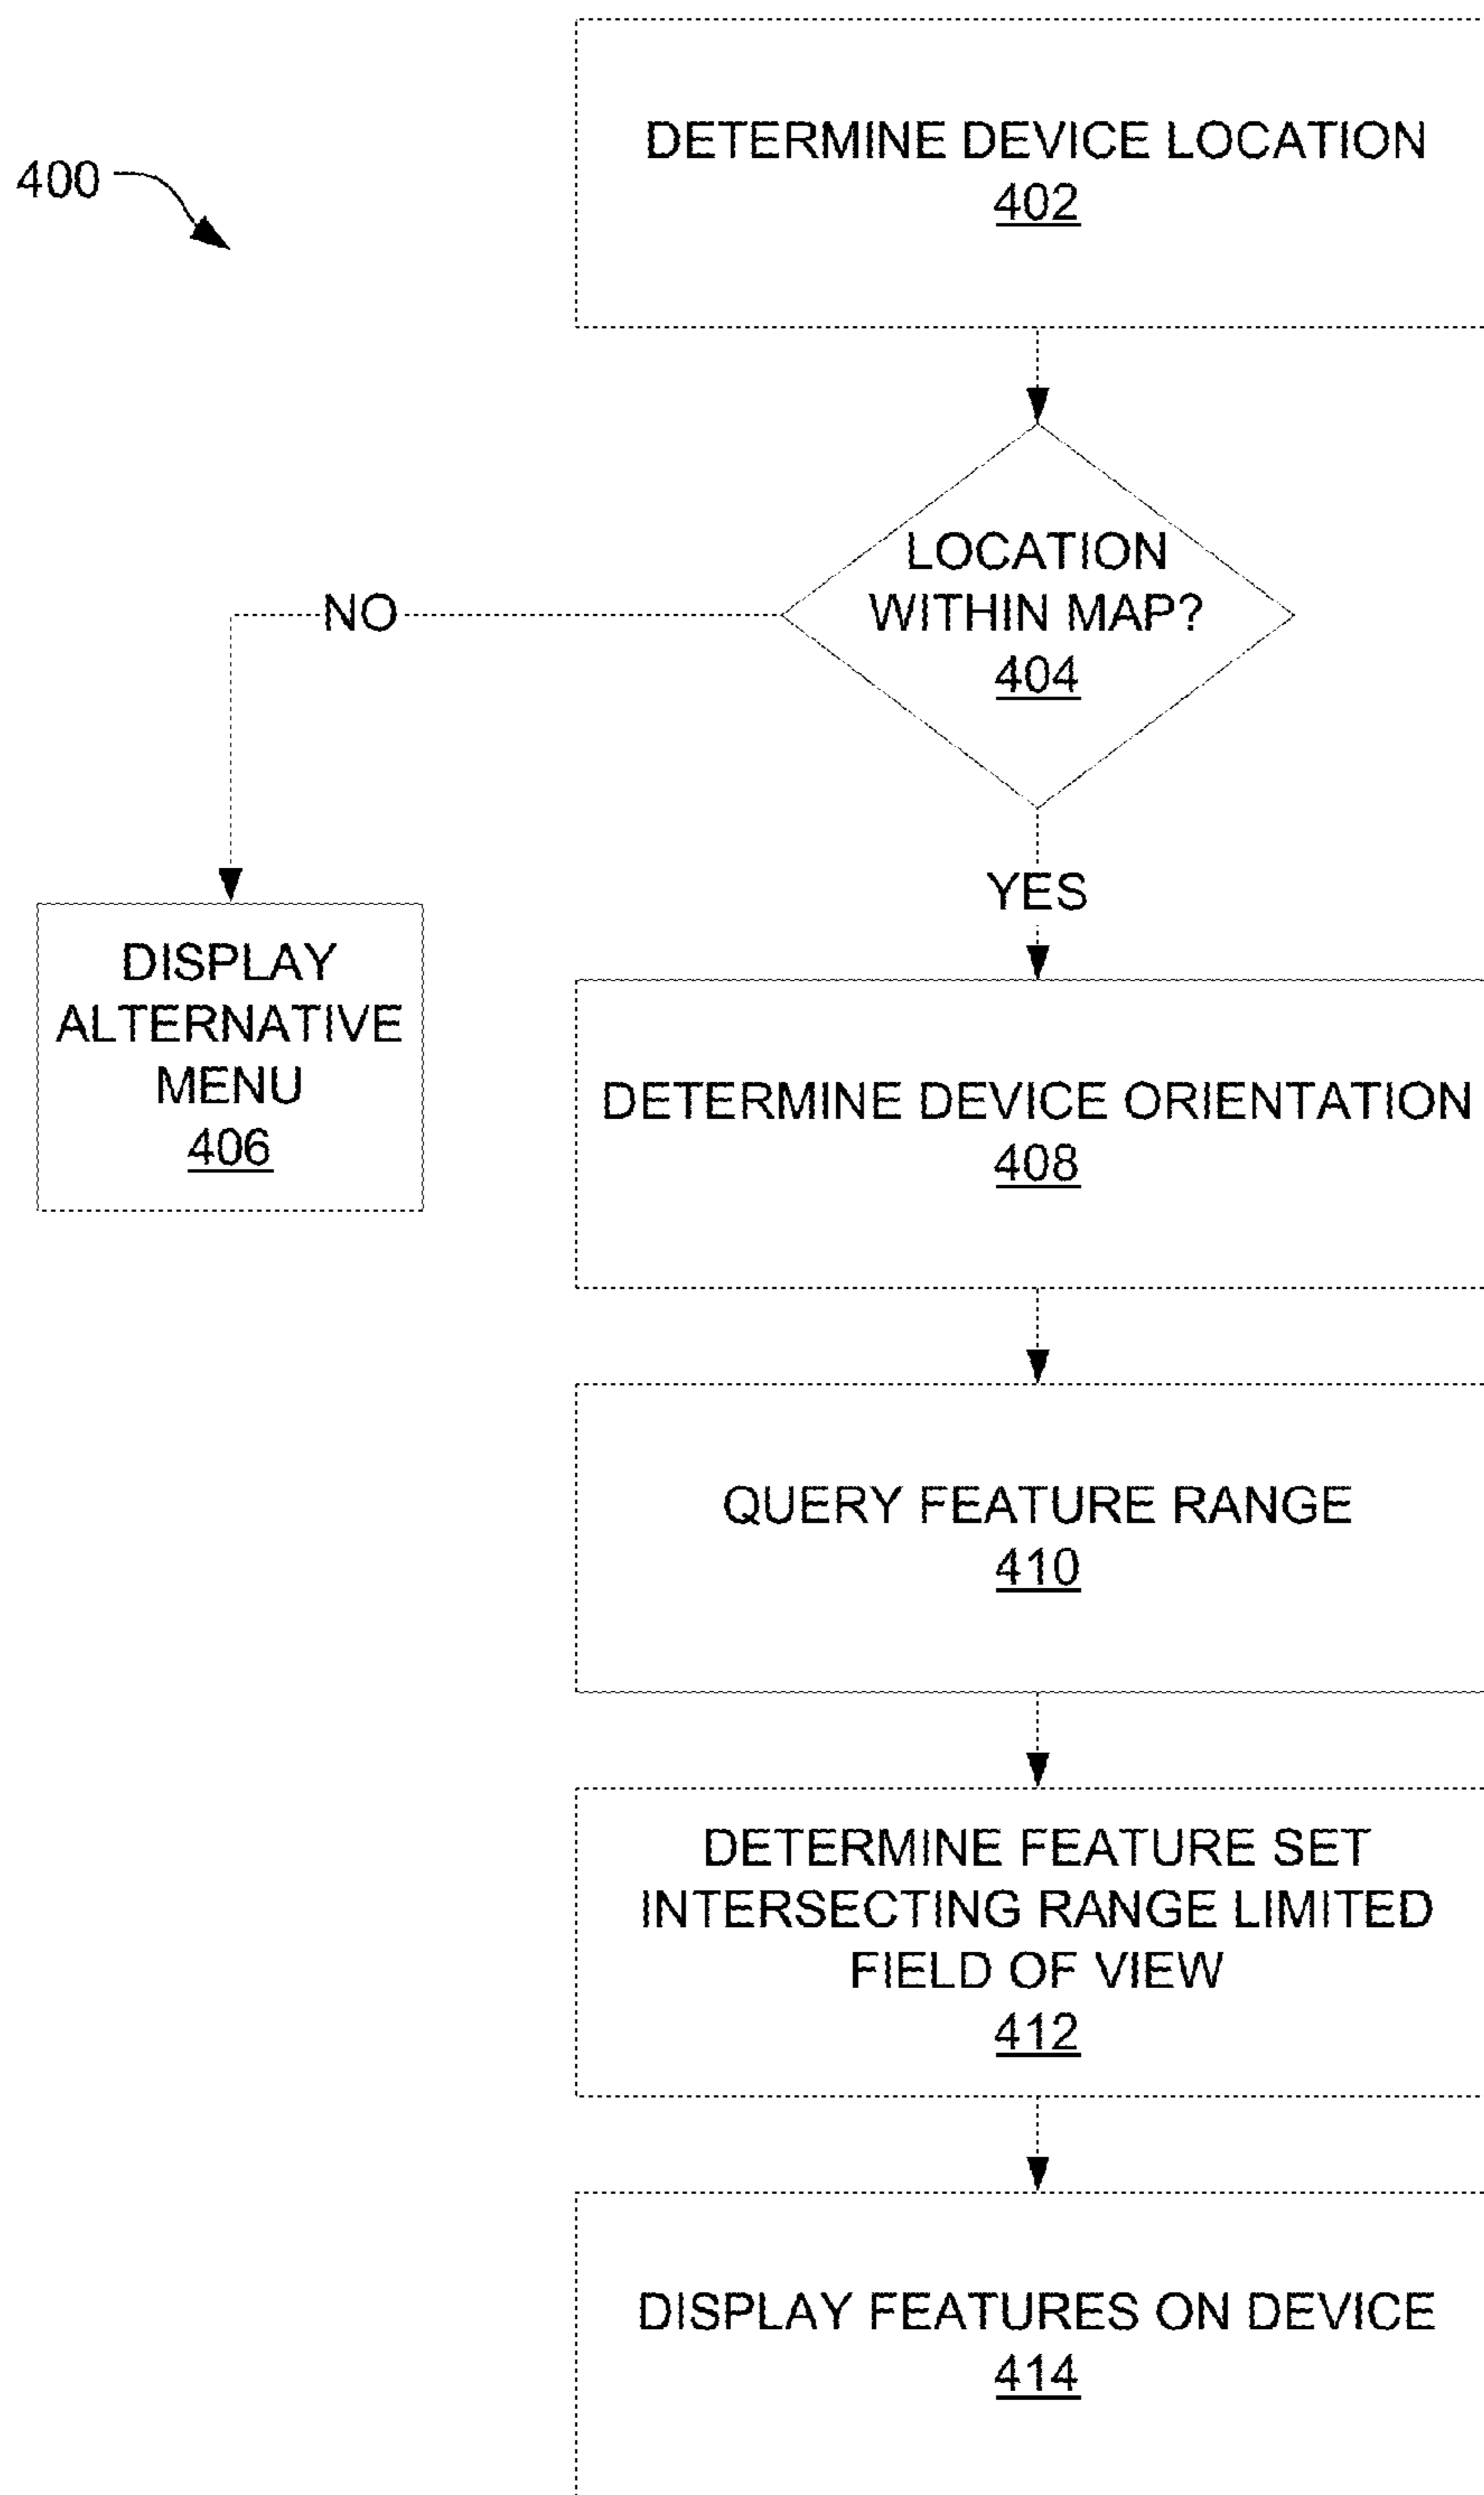 400
DETERMINE DEVICE LOCATION
402
LOCATION
WITHIN MAP?
404
NO
YES
DISPLAY
ALTERNATIVE
MENU
406
DETERMINE DEVICE ORIENTATION
408
QUERY FEATURE RANGE
410
DETERMINE FEATURE SET
INTERSECTING RANGE LIMITED
FIELD OF VIEW
412
DISPLAY FEATURES ON DEVICE
414